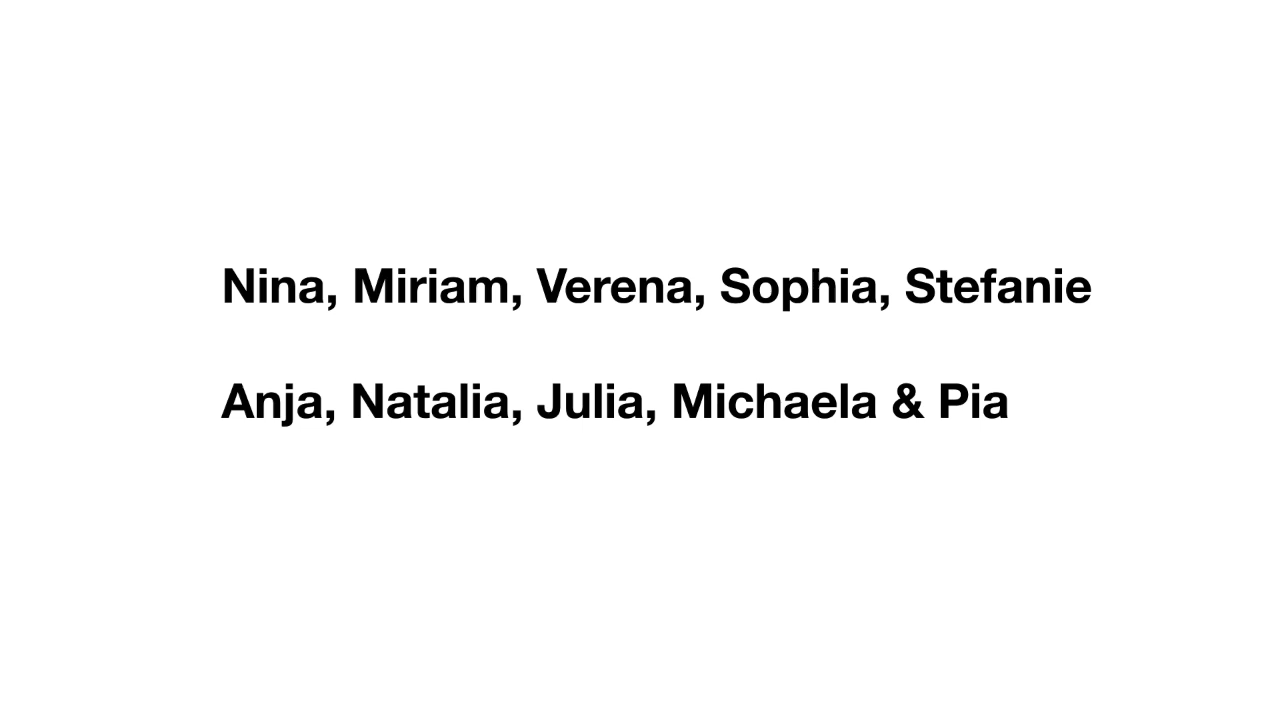 Nina, Miriam, Verena, Sophia, Stefanie
Anja, Natalia, Julia, Michaela & Pia